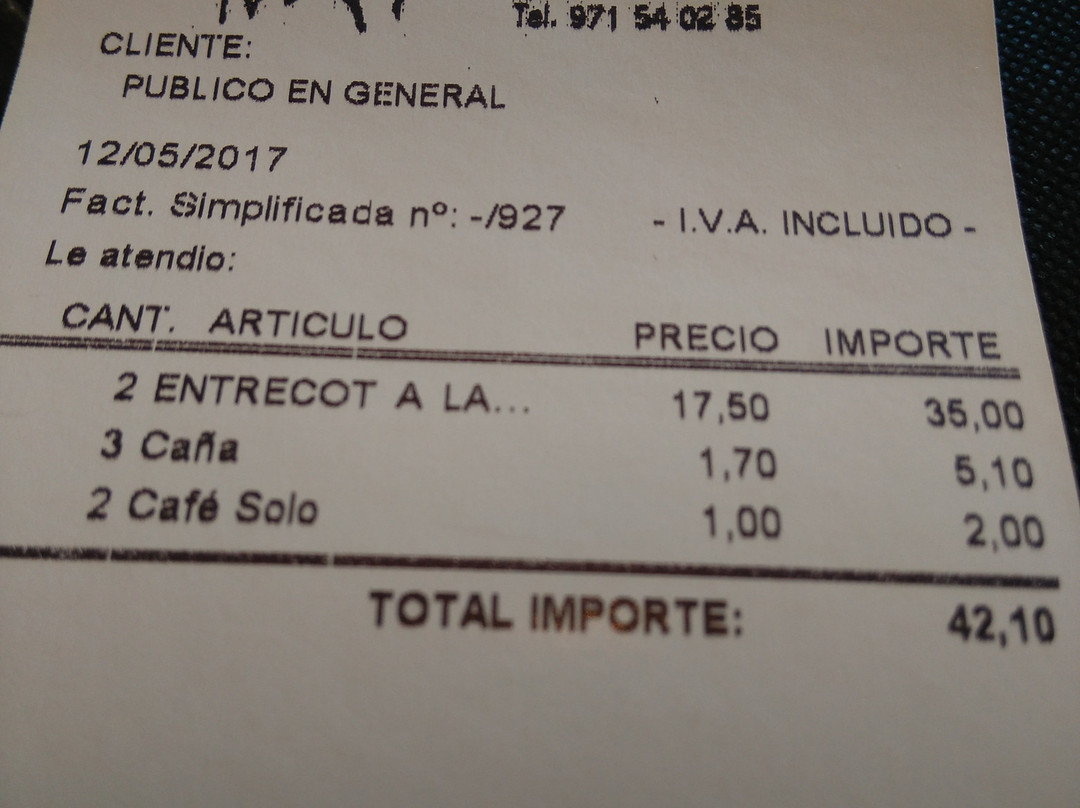 Tel. 971 54 02 85
CLIENTE:
PUBLICO EN GENERAL
12/05/2017
Fact. Simplificada nº: -/927 - I.V.A. INCLUIDO -
Le atendio:
CANT. ARTICULO PRECIO IMPORTE
2 ENTRECOT A LA... 17,50 35,00
3 Caña 1,70 5,10
2 Café Solo 1,00 2,00
TOTAL IMPORTE: 42,10